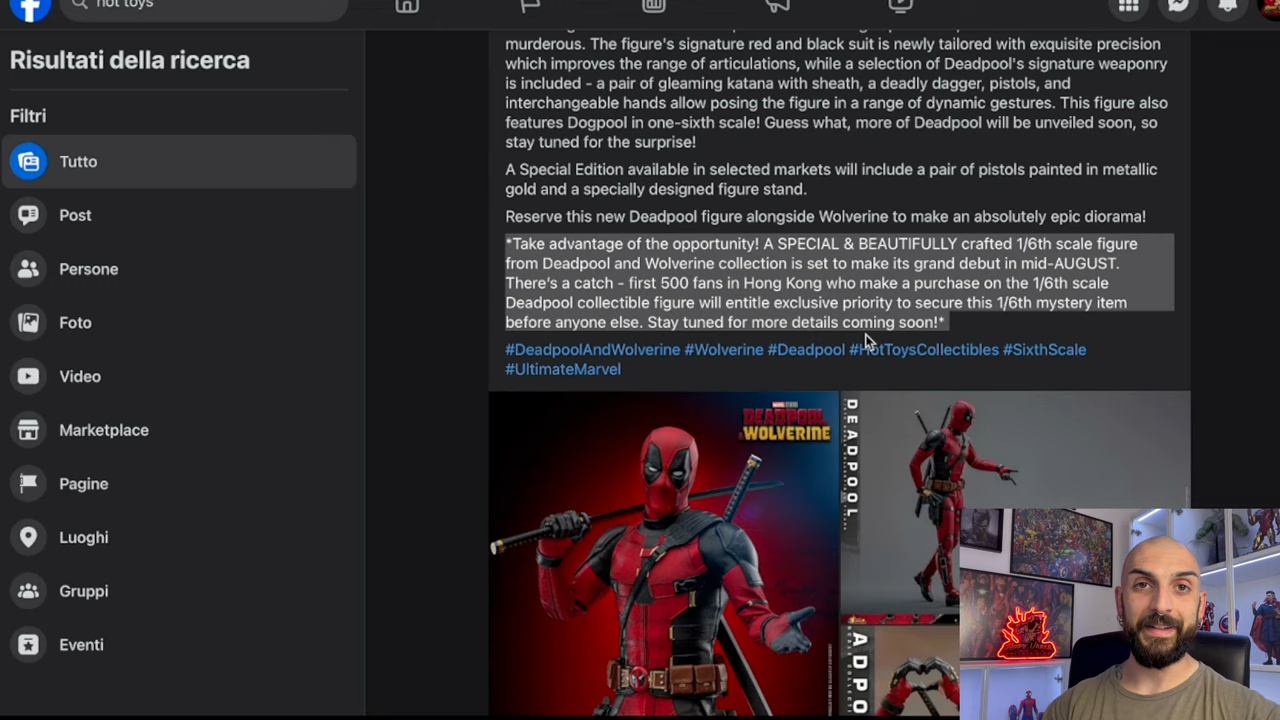 hot toys
Risultati della ricerca
Filtri
Tutto
Post
Persone
Foto
Video
Marketplace
Pagine
Luoghi
Gruppi
Eventi
murderous. The figure's signature red and black suit is newly tailored with exquisite precision
which improves the range of articulations, while a selection of Deadpool's signature weaponry
is included - a pair of gleaming katana with sheath, a deadly dagger, pistols, and
interchangeable hands allow posing the figure in a range of dynamic gestures. This figure also
features Dogpool in one-sixth scale! Guess what, more of Deadpool will be unveiled soon, so
stay tuned for the surprise!
A Special Edition available in selected markets will include a pair of pistols painted in metallic
gold and a specially designed figure stand.
Reserve this new Deadpool figure alongside Wolverine to make an absolutely epic diorama!
*Take advantage of the opportunity! A SPECIAL & BEAUTIFULLY crafted 1/6th scale figure
from Deadpool and Wolverine collection is set to make its grand debut in mid-AUGUST.
There's a catch - first 500 fans in Hong Kong who make a purchase on the 1/6th scale
Deadpool collectible figure will entitle exclusive priority to secure this 1/6th mystery item
before anyone else. Stay tuned for more details coming soon!*
#DeadpoolAndWolverine #Wolverine #Deadpool #HotToysCollectibles #SixthScale
#UltimateMarvel
DEADPOOL
WOLVERINE
DEADPOOL
ADPO